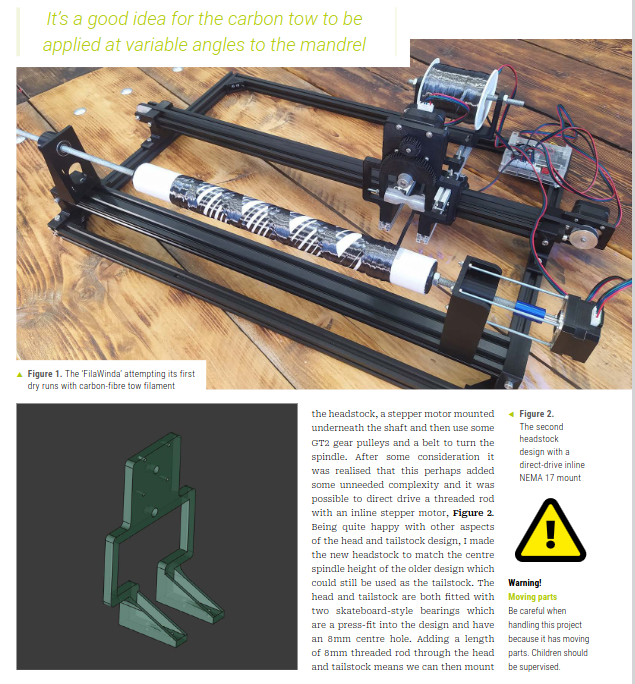 It's a good idea for the carbon tow to be
applied at variable angles to the mandrel
▲ Figure 1. The 'FilaWinda' attempting its first
dry runs with carbon-fibre tow filament
the headstock, a stepper motor mounted
underneath the shaft and then use some
GT2 gear pulleys and a belt to turn the
spindle. After some consideration it
was realised that this perhaps added
some unneeded complexity and it was
possible to direct drive a threaded rod
with an inline stepper motor, Figure 2.
Being quite happy with other aspects
of the head and tailstock design, I made
the new headstock to match the centre
spindle height of the older design which
could still be used as the tailstock. The
head and tailstock are both fitted with
two skateboard-style bearings which
are a press-fit into the design and have
an 8mm centre hole. Adding a length
of 8mm threaded rod through the head
and tailstock means we can then mount
◀ Figure 2.
The second
headstock
design with a
direct-drive inline
NEMA 17 mount
Warning!
Moving parts
Be careful when
handling this project
because it has moving
parts. Children should
be supervised.